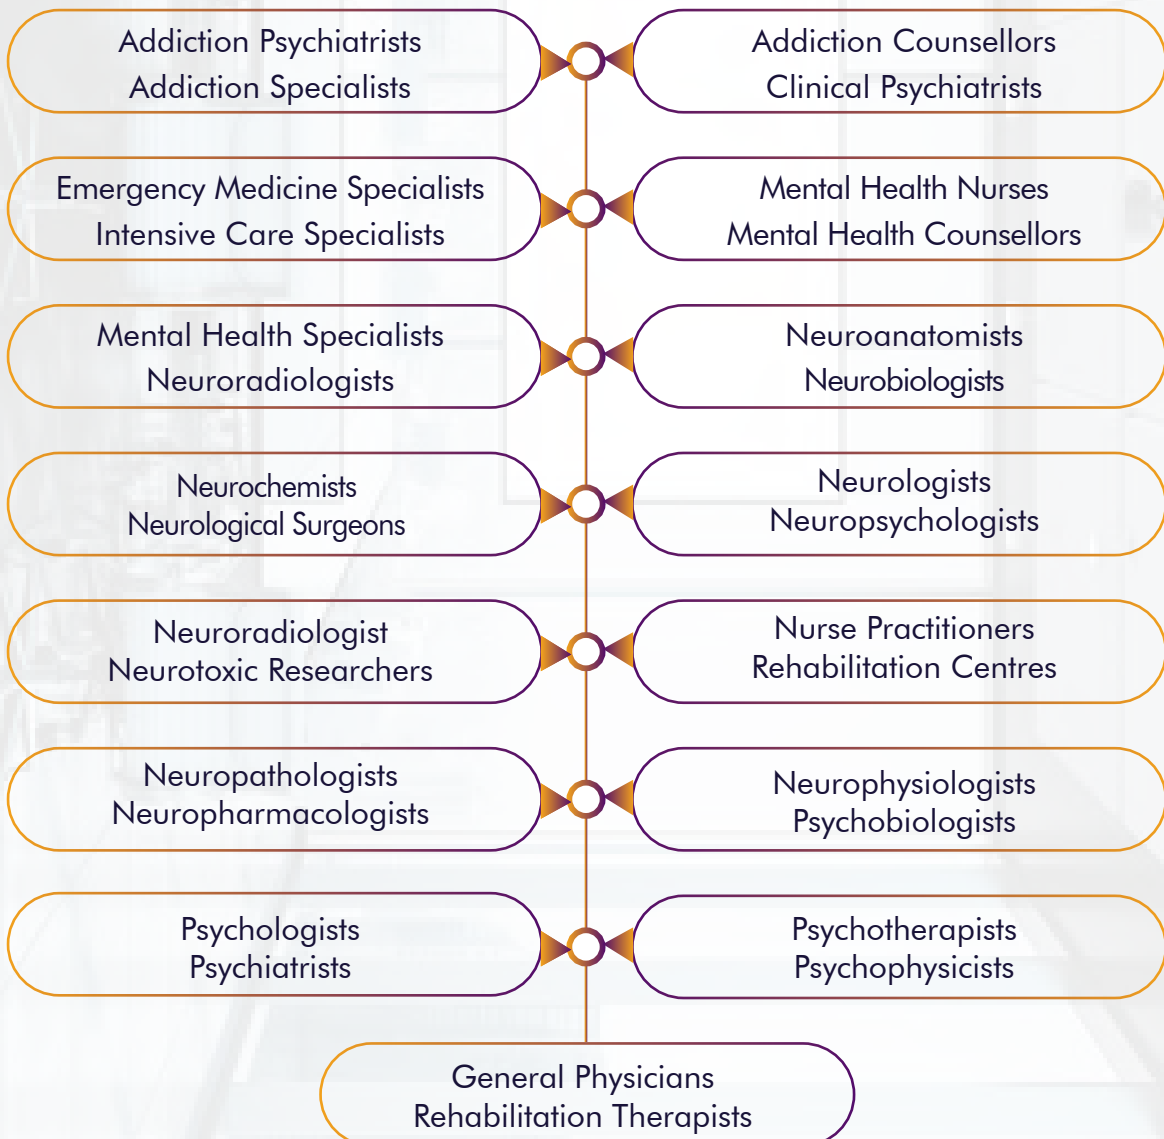 Addiction Psychiatrists
Addiction Specialists
Addiction Counsellors
Clinical Psychiatrists
Emergency Medicine Specialists
Intensive Care Specialists
Mental Health Nurses
Mental Health Counsellors
Mental Health Specialists
Neuroradiologists
Neuroanatomists
Neurobiologists
Neurochemists
Neurological Surgeons
Neurologists
Neuropsychologists
Neuroradiologist
Neurotoxic Researchers
Nurse Practitioners
Rehabilitation Centres
Neuropathologists
Neuropharmacologists
Neurophysiologists
Psychobiologists
Psychologists
Psychiatrists
Psychotherapists
Psychophysicists
General Physicians
Rehabilitation Therapists